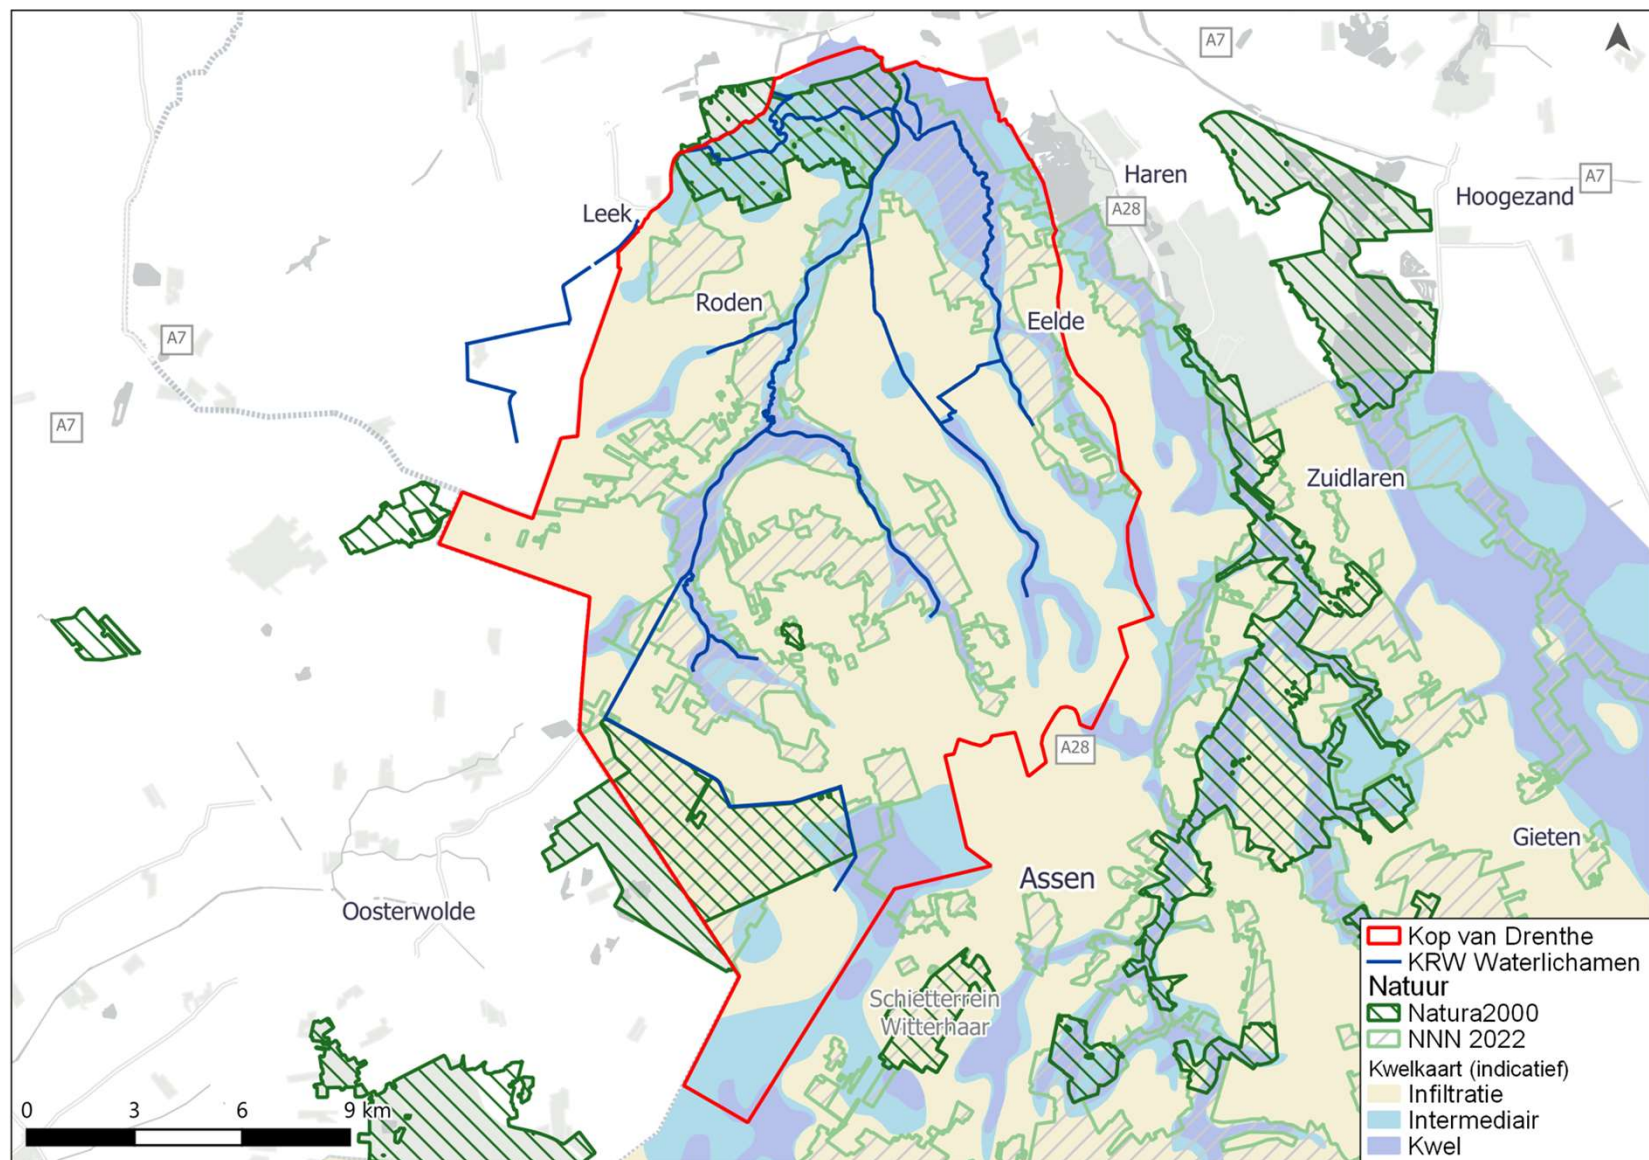 A7
Haren
Hoogezand
A7
A28
Leek
Roden
Eelde
A7
A7
Zuidlaren
A28
Gieten
Assen
Oosterwolde
Schietterrein
Witterhaar
Kop van Drenthe
KRW Waterlichamen
Natuur
Natura2000
NNN 2022
Kwelkaart (indicatief)
Infiltratie
Intermediair
Kwel
0 3 6 9 km